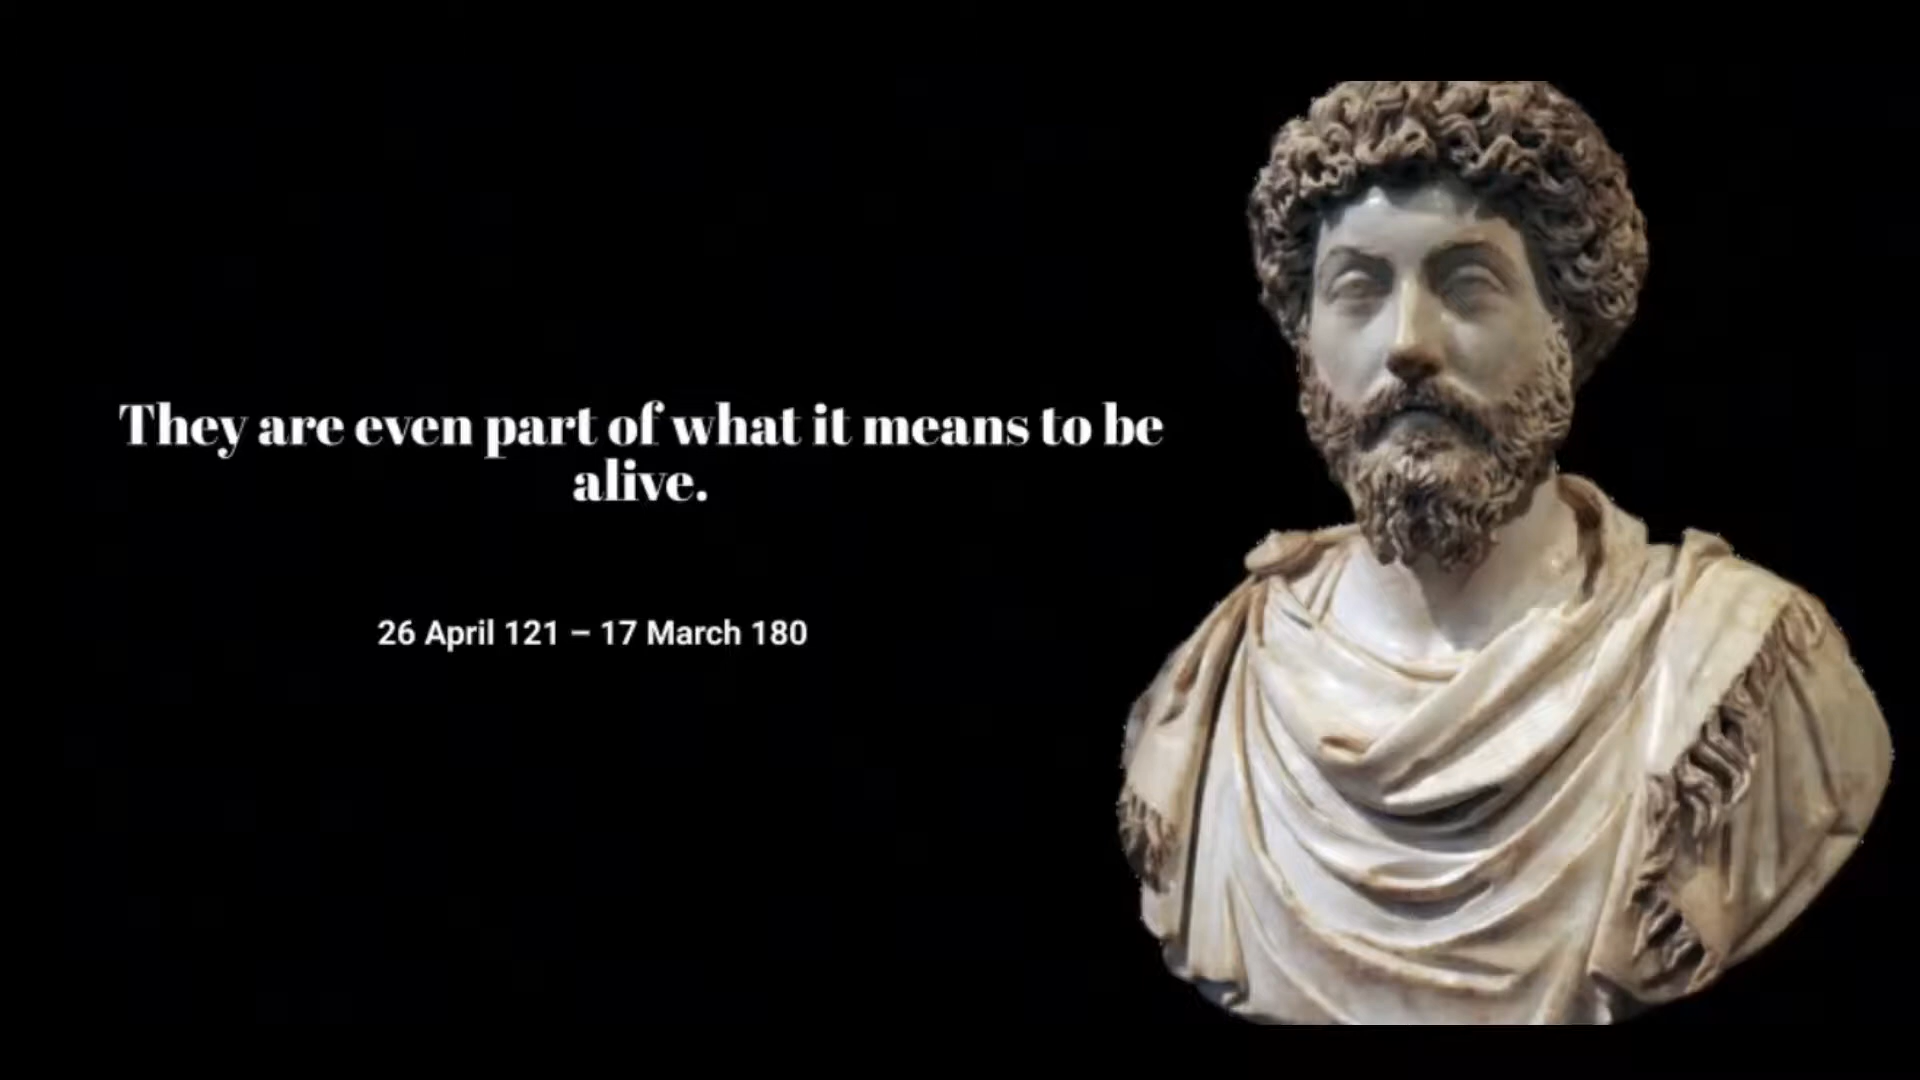 They are even part of what it means to be
alive.
26 April 121 – 17 March 180